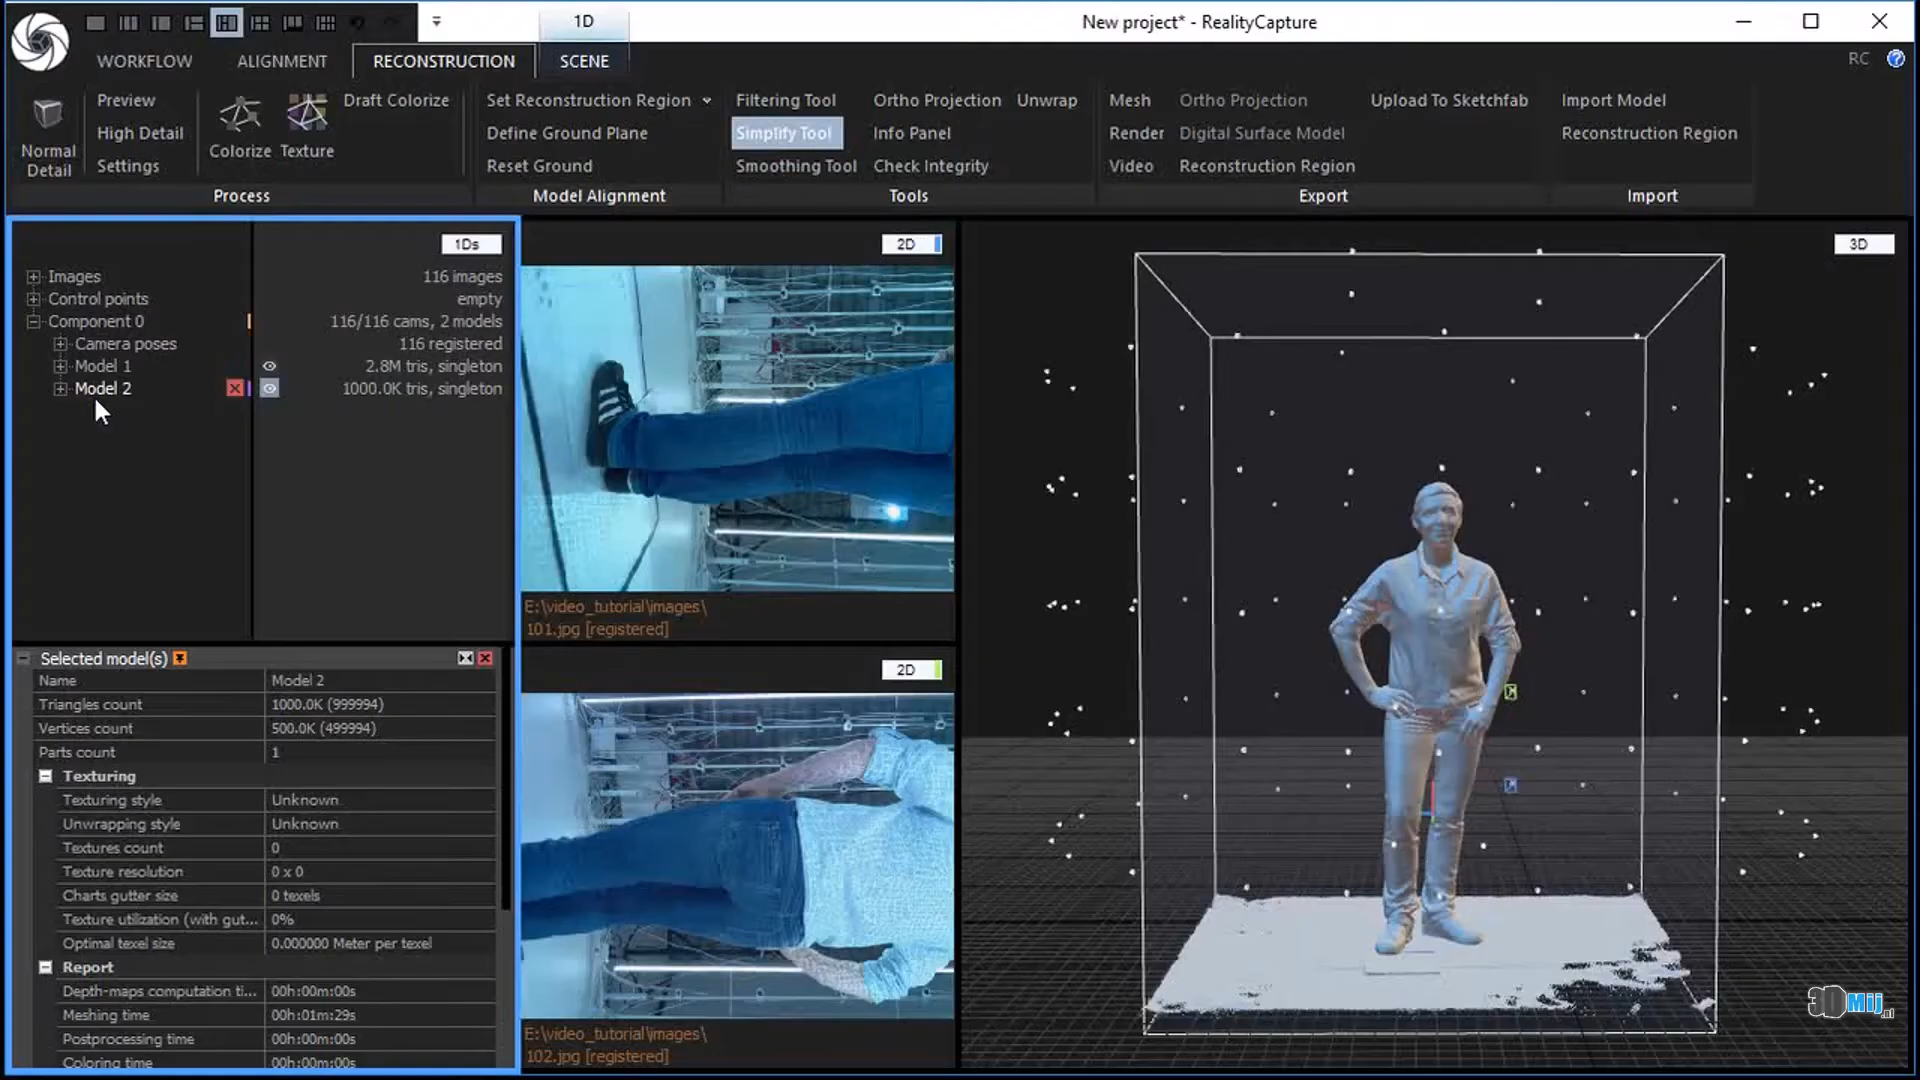 1D
New project* - RealityCapture
WORKFLOW
ALIGNMENT
RECONSTRUCTION
SCENE
RC
Normal Detail
Preview
High Detail
Settings
Colorize
Texture
Draft Colorize
Process
Set Reconstruction Region
Define Ground Plane
Reset Ground
Model Alignment
Filtering Tool
Simplify Tool
Smoothing Tool
Ortho Projection
Info Panel
Check Integrity
Unwrap
Tools
Mesh
Render
Video
Ortho Projection
Digital Surface Model
Reconstruction Region
Upload To Sketchfab
Export
Import Model
Reconstruction Region
Import
1Ds
Images 116 images
Control points empty
Component 0 116/116 cams, 2 models
Camera poses 116 registered
Model 1 2.8M tris, singleton
Model 2 1000.0K tris, singleton
Selected model(s)
Name Model 2
Triangles count 1000.0K (999994)
Vertices count 500.0K (499994)
Parts count 1
Texturing
Texturing style Unknown
Unwrapping style Unknown
Textures count 0
Texture resolution 0 x 0
Charts gutter size 0 texels
Texture utilization (with gut... 0%
Optimal texel size 0.000000 Meter per texel
Report
Depth-maps computation ti... 00h:00m:00s
Meshing time 00h:01m:29s
Postprocessing time 00h:00m:00s
Coloring time 00h:00m:00s
2D
E:\video_tutorial\images\
101.jpg [registered]
2D
E:\video_tutorial\images\
102.jpg [registered]
3D
3DMij.nl